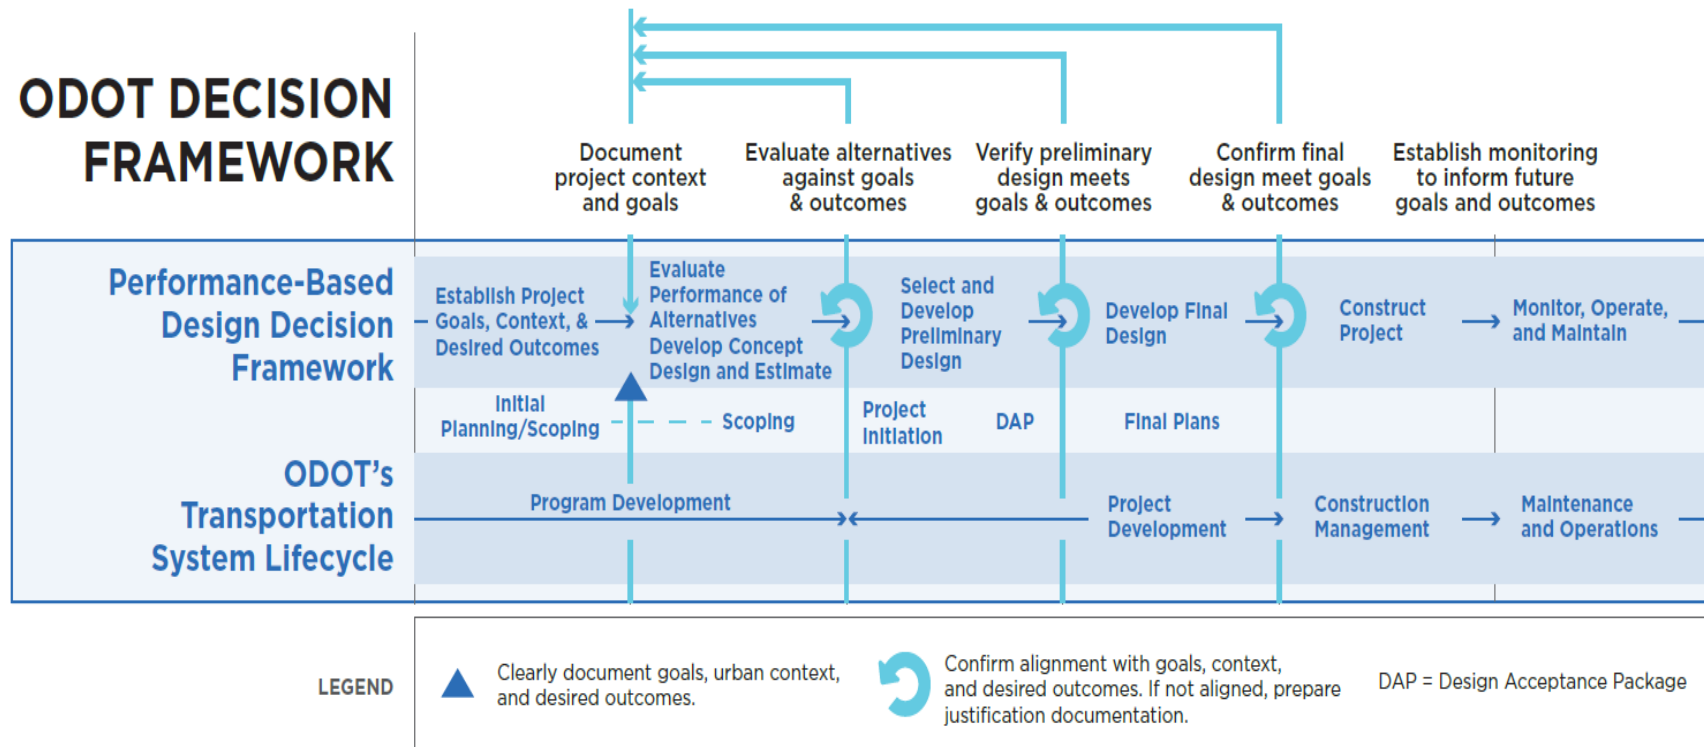 ODOT DECISION
FRAMEWORK
Document
project context
and goals
Evaluate alternatives
against goals
& outcomes
Verify preliminary
design meets
goals & outcomes
Confirm final
design meet goals
& outcomes
Establish monitoring
to inform future
goals and outcomes
Performance-Based
Design Decision
Framework
Establish Project
Goals, Context, &
Desired Outcomes
Evaluate
Performance of
Alternatives
Develop Concept
Design and Estimate
Select and
Develop
Preliminary
Design
Develop Final
Design
Construct
Project
Monitor, Operate,
and Maintain
Initial
Planning/Scoping
Scoping
Project
Initiation
DAP
Final Plans
ODOT's
Transportation
System Lifecycle
Program Development
Project
Development
Construction
Management
Maintenance
and Operations
LEGEND
Clearly document goals, urban context,
and desired outcomes.
Confirm alignment with goals, context,
and desired outcomes. If not aligned, prepare
justification documentation.
DAP = Design Acceptance Package